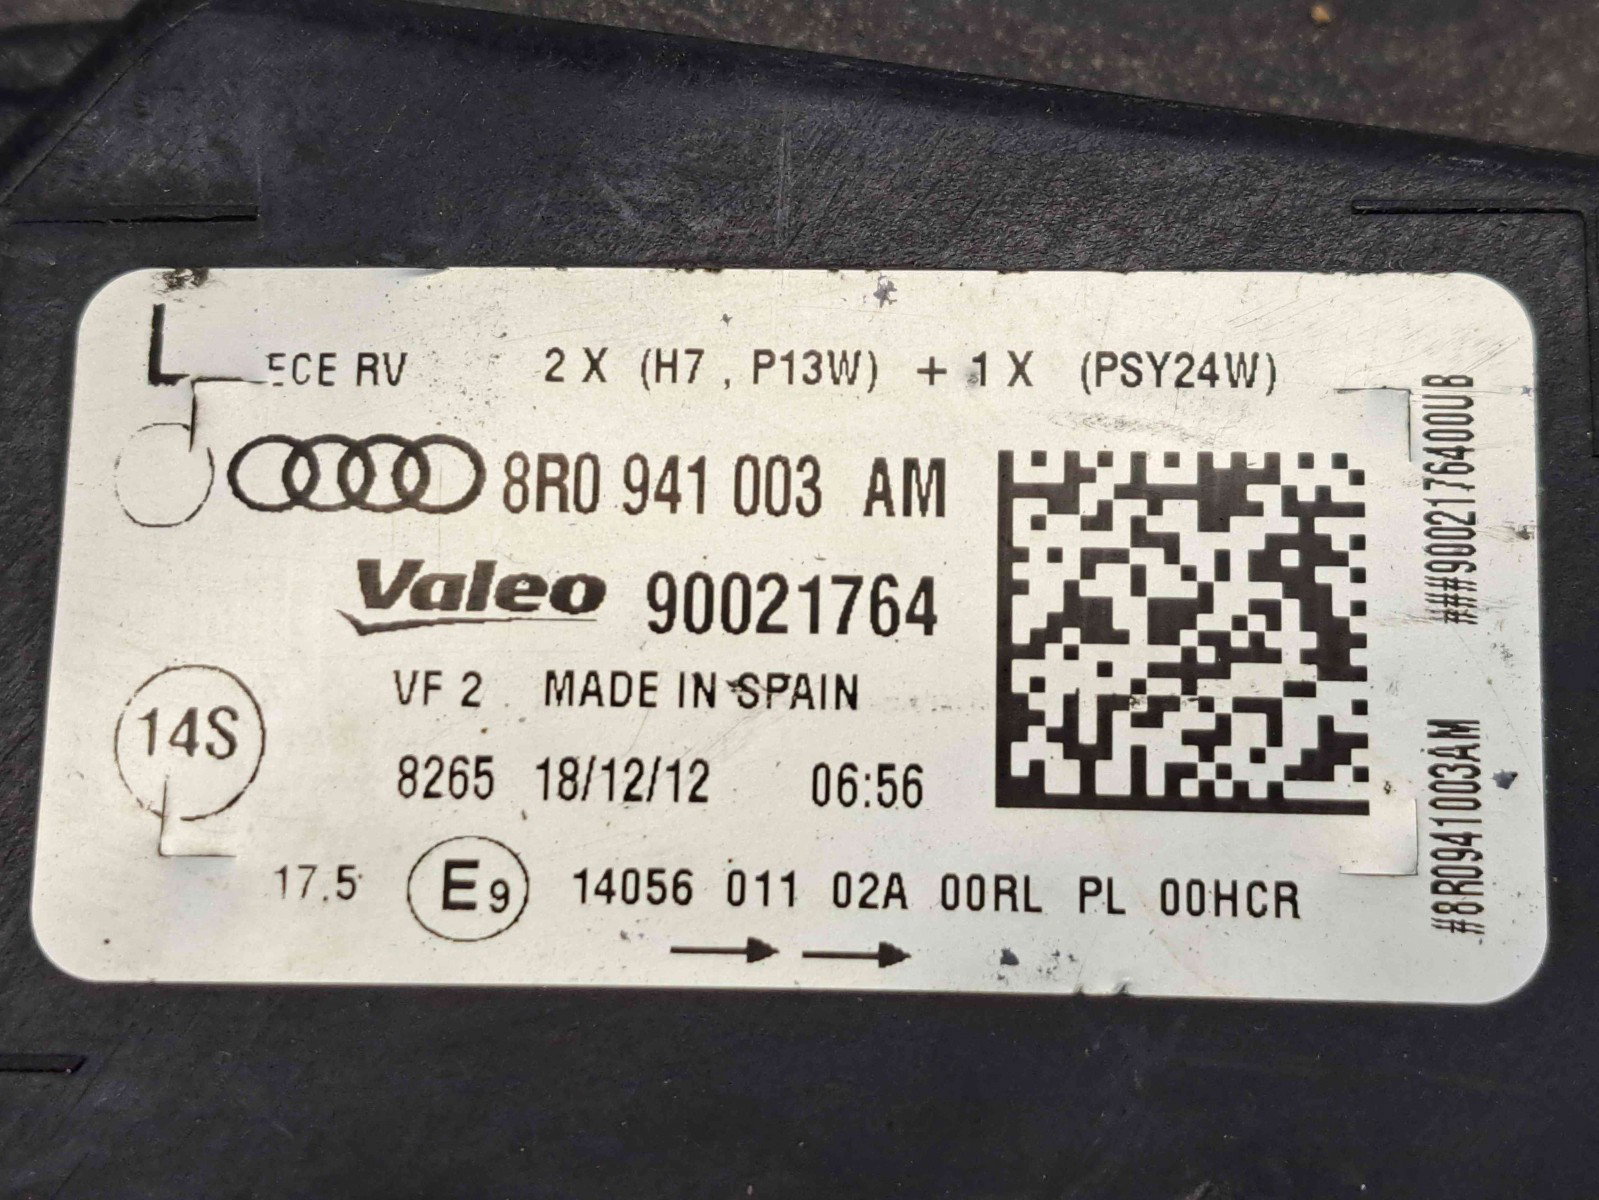 L ECE RV 2 X (H7 , P13W) + 1 X (PSY24W)
8R0 941 003 AM
Valeo 90021764
VF 2 MADE IN SPAIN
14S
8265 18/12/12 06:56
17.5 E9 14056 011 02A 00RL PL 00HCR
###9002176400UB
#8R0941003AM